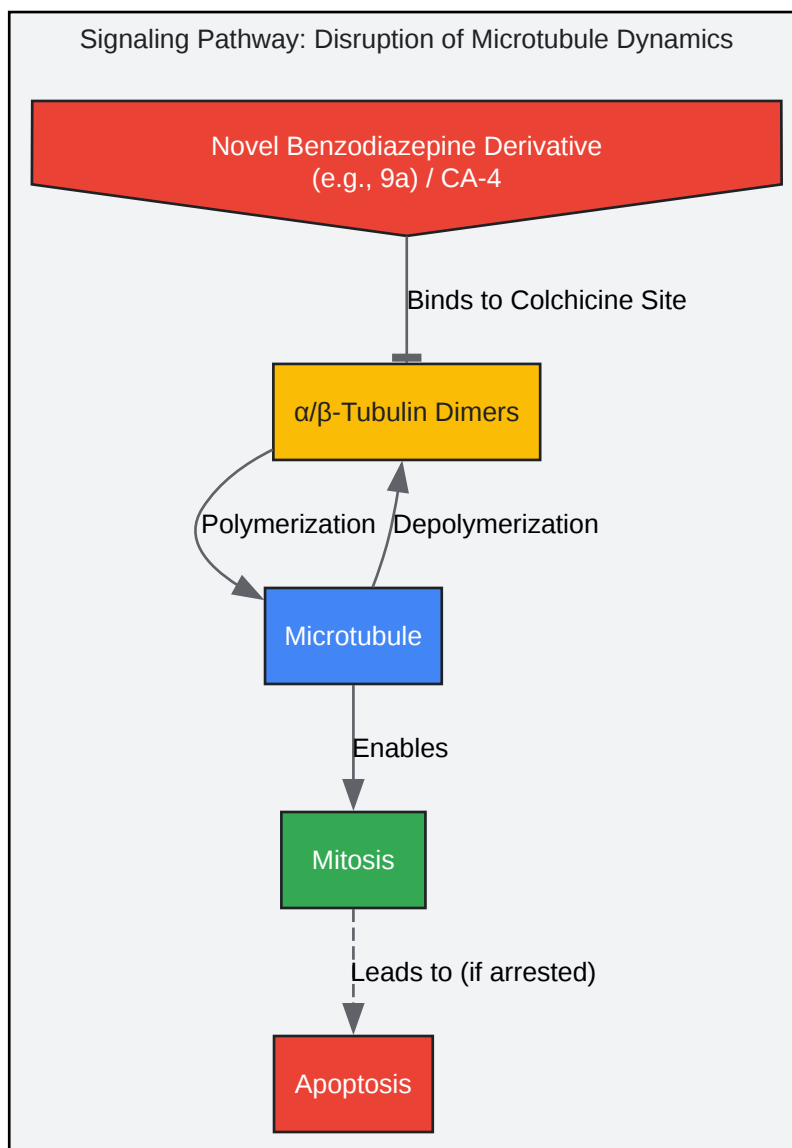 Signaling Pathway: Disruption of Microtubule Dynamics
Novel Benzodiazepine Derivative
(e.g., 9a) / CA-4
Binds to Colchicine Site
α/β-Tubulin Dimers
Polymerization
Depolymerization
Microtubule
Enables
Mitosis
Leads to (if arrested)
Apoptosis